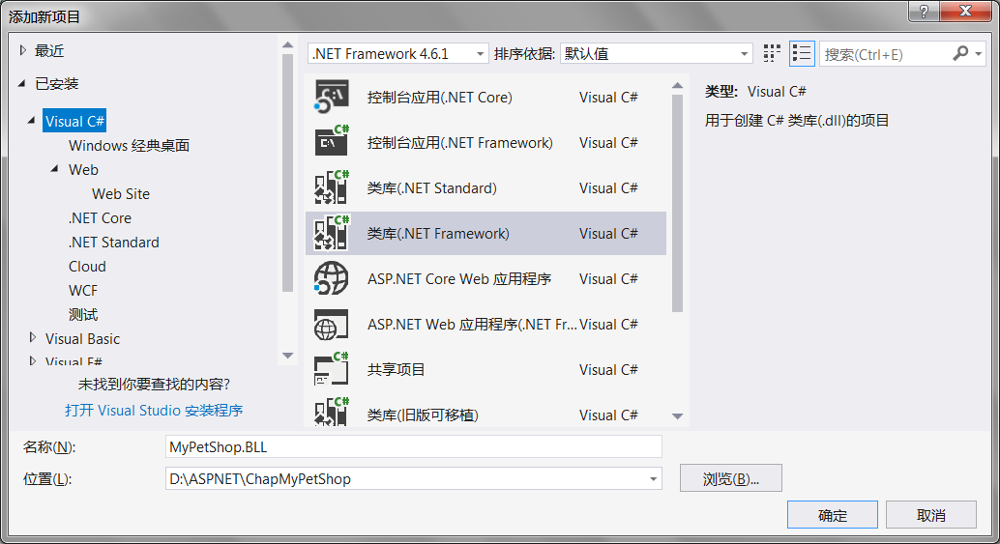 添加新项目
最近
已安装
Visual C#
Windows 经典桌面
Web
Web Site
.NET Core
.NET Standard
Cloud
WCF
测试
Visual Basic
Visual F#
未找到你要查找的内容?
打开 Visual Studio 安装程序
.NET Framework 4.6.1 排序依据: 默认值
搜索(Ctrl+E)
控制台应用(.NET Core) Visual C#
控制台应用(.NET Framework) Visual C#
类库(.NET Standard) Visual C#
类库(.NET Framework) Visual C#
ASP.NET Core Web 应用程序 Visual C#
ASP.NET Web 应用程序(.NET Fr... Visual C#
共享项目 Visual C#
类库(旧版可移植) Visual C#
类型: Visual C#
用于创建 C# 类库(.dll)的项目
名称(N): MyPetShop.BLL
位置(L): D:\ASPNET\ChapMyPetShop
浏览(B)...
确定 取消